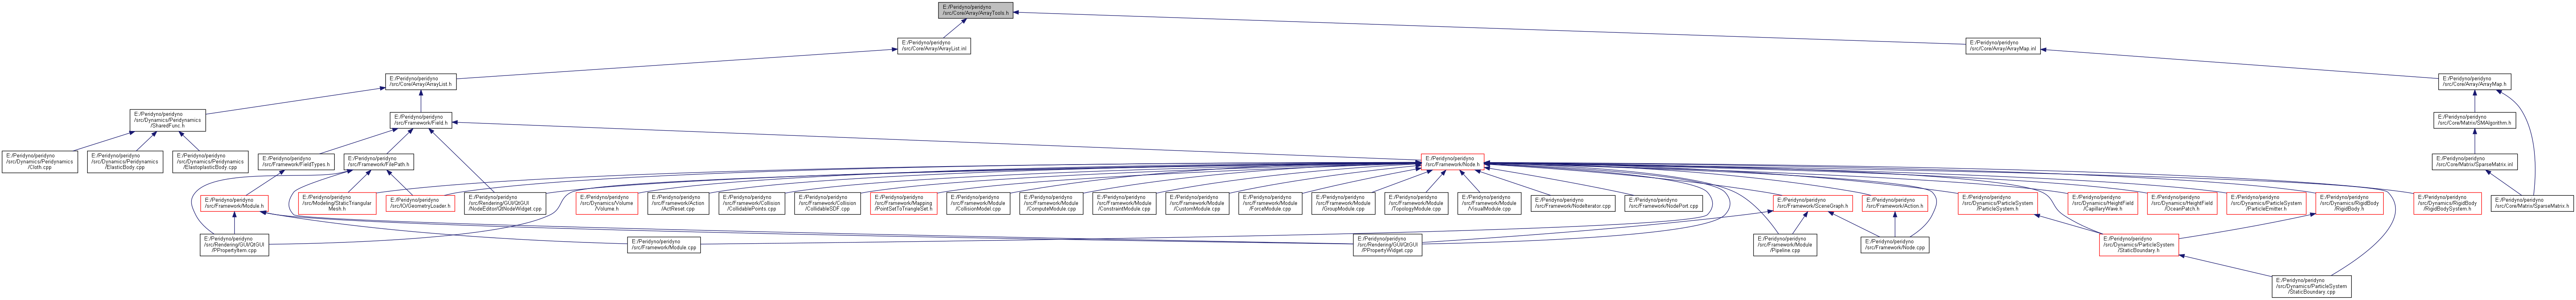 E:/Peridyno/peridyno
/src/Core/Array/ArrayTools.h
E:/Peridyno/peridyno
/src/Core/Array/ArrayList.inl
E:/Peridyno/peridyno
/src/Core/Array/ArrayMap.inl
E:/Peridyno/peridyno
/src/Core/Array/ArrayList.h
E:/Peridyno/peridyno
/src/Core/Array/ArrayMap.h
E:/Peridyno/peridyno
src/Dynamics/Peridynamics
/SharedFunc.h
E:/Peridyno/peridyno
/src/Framework/Field.h
E:/Peridyno/peridyno
/src/Core/Matrix/SMAlgorithm.h
E:/Peridyno/peridyno
/src/Dynamics/Peridynamics
/Cloth.cpp
E:/Peridyno/peridyno
/src/Dynamics/Peridynamics
/ElasticBody.cpp
E:/Peridyno/peridyno
/src/Dynamics/Peridynamics
/ElastoplasticBody.cpp
E:/Peridyno/peridyno
/src/Framework/FieldTypes.h
E:/Peridyno/peridyno
/src/Framework/FilePath.h
E:/Peridyno/peridyno
/src/Framework/Node.h
E:/Peridyno/peridyno
/src/Core/Matrix/SparseMatrix.inl
E:/Peridyno/peridyno
/src/Framework/Module.h
E:/Peridyno/peridyno
/src/Modeling/StaticTriangular
Mesh.h
E:/Peridyno/peridyno
/src/IO/GeometryLoader.h
E:/Peridyno/peridyno
/src/Rendering/GUI/QtGUI
/NodeEditor/QtNodeWidget.cpp
E:/Peridyno/peridyno
/src/Dynamics/Volume
/Volume.h
E:/Peridyno/peridyno
/src/Framework/Action
/ActReset.cpp
E:/Peridyno/peridyno
/src/Framework/Collision
/CollidablePoints.cpp
E:/Peridyno/peridyno
/src/Framework/Collision
/CollidableSDF.cpp
E:/Peridyno/peridyno
/src/Framework/Mapping
/PointSetToTriangleSet.h
E:/Peridyno/peridyno
/src/Framework/Module
/CollisionModel.cpp
E:/Peridyno/peridyno
/src/Framework/Module
/ComputeModule.cpp
E:/Peridyno/peridyno
/src/Framework/Module
/ConstraintModule.cpp
E:/Peridyno/peridyno
/src/Framework/Module
/CustomModule.cpp
E:/Peridyno/peridyno
/src/Framework/Module
/ForceModule.cpp
E:/Peridyno/peridyno
/src/Framework/Module
/GroupModule.cpp
E:/Peridyno/peridyno
/src/Framework/Module
/TopologyModule.cpp
E:/Peridyno/peridyno
/src/Framework/Module
/VisualModule.cpp
E:/Peridyno/peridyno
/src/Framework/NodeIterator.cpp
E:/Peridyno/peridyno
/src/Framework/NodePort.cpp
E:/Peridyno/peridyno
/src/Framework/SceneGraph.h
E:/Peridyno/peridyno
/src/Framework/Action.h
E:/Peridyno/peridyno
/src/Dynamics/ParticleSystem
/ParticleSystem.h
E:/Peridyno/peridyno
/src/Dynamics/HeightField
/CapillaryWave.h
E:/Peridyno/peridyno
/src/Dynamics/HeightField
/OceanPatch.h
E:/Peridyno/peridyno
/src/Dynamics/ParticleSystem
/ParticleEmitter.h
E:/Peridyno/peridyno
/src/Dynamics/RigidBody
/RigidBody.h
E:/Peridyno/peridyno
/src/Dynamics/RigidBody
/RigidBodySystem.h
E:/Peridyno/peridyno
/src/Core/Matrix/SparseMatrix.h
E:/Peridyno/peridyno
/src/Rendering/GUI/QtGUI
/PPropertyItem.cpp
E:/Peridyno/peridyno
/src/Framework/Module.cpp
E:/Peridyno/peridyno
/src/Rendering/GUI/QtGUI
/PPropertyWidget.cpp
E:/Peridyno/peridyno
/src/Framework/Module
/Pipeline.cpp
E:/Peridyno/peridyno
/src/Framework/Node.cpp
E:/Peridyno/peridyno
/src/Dynamics/ParticleSystem
/StaticBoundary.h
E:/Peridyno/peridyno
/src/Dynamics/ParticleSystem
/StaticBoundary.cpp